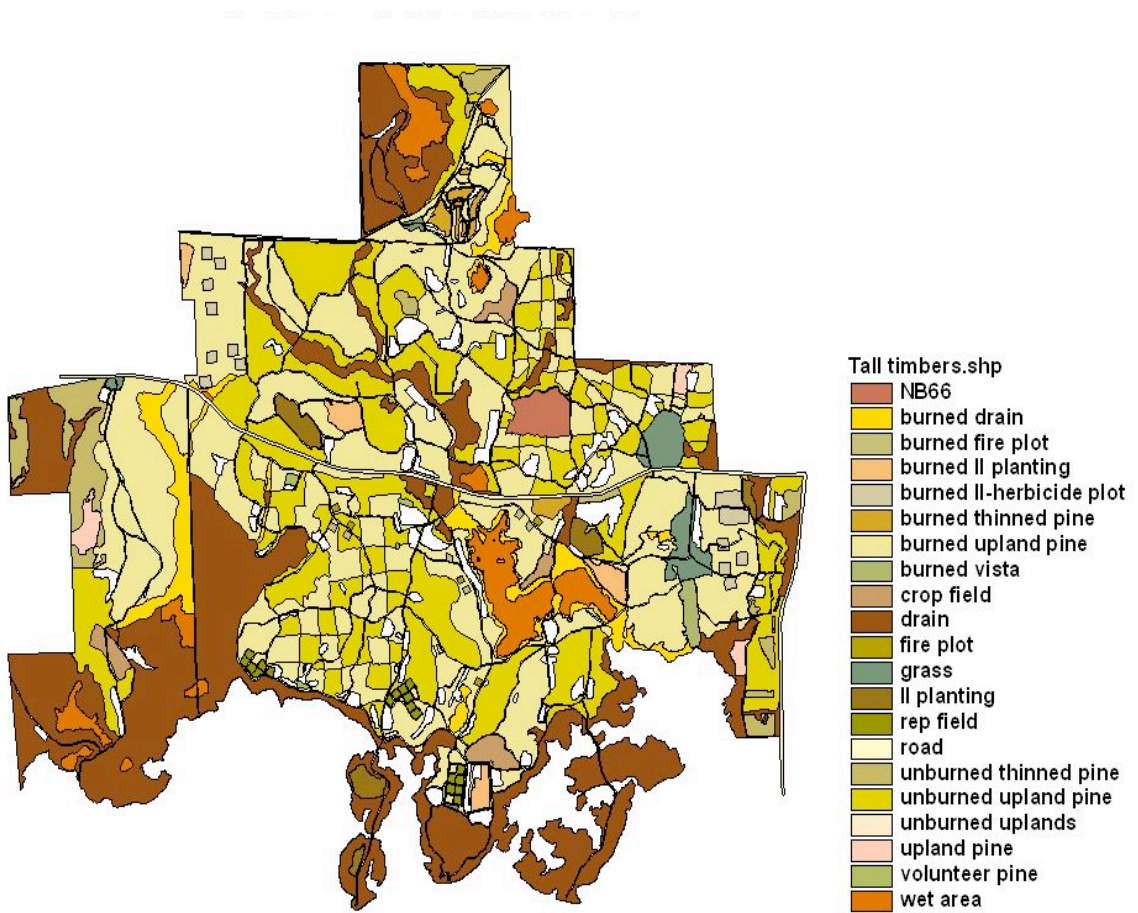 Tall timbers.shp
NB66
burned drain
burned fire plot
burned ll planting
burned ll-herbicide plot
burned thinned pine
burned upland pine
burned vista
crop field
drain
fire plot
grass
ll planting
rep field
road
unburned thinned pine
unburned upland pine
unburned uplands
upland pine
volunteer pine
wet area